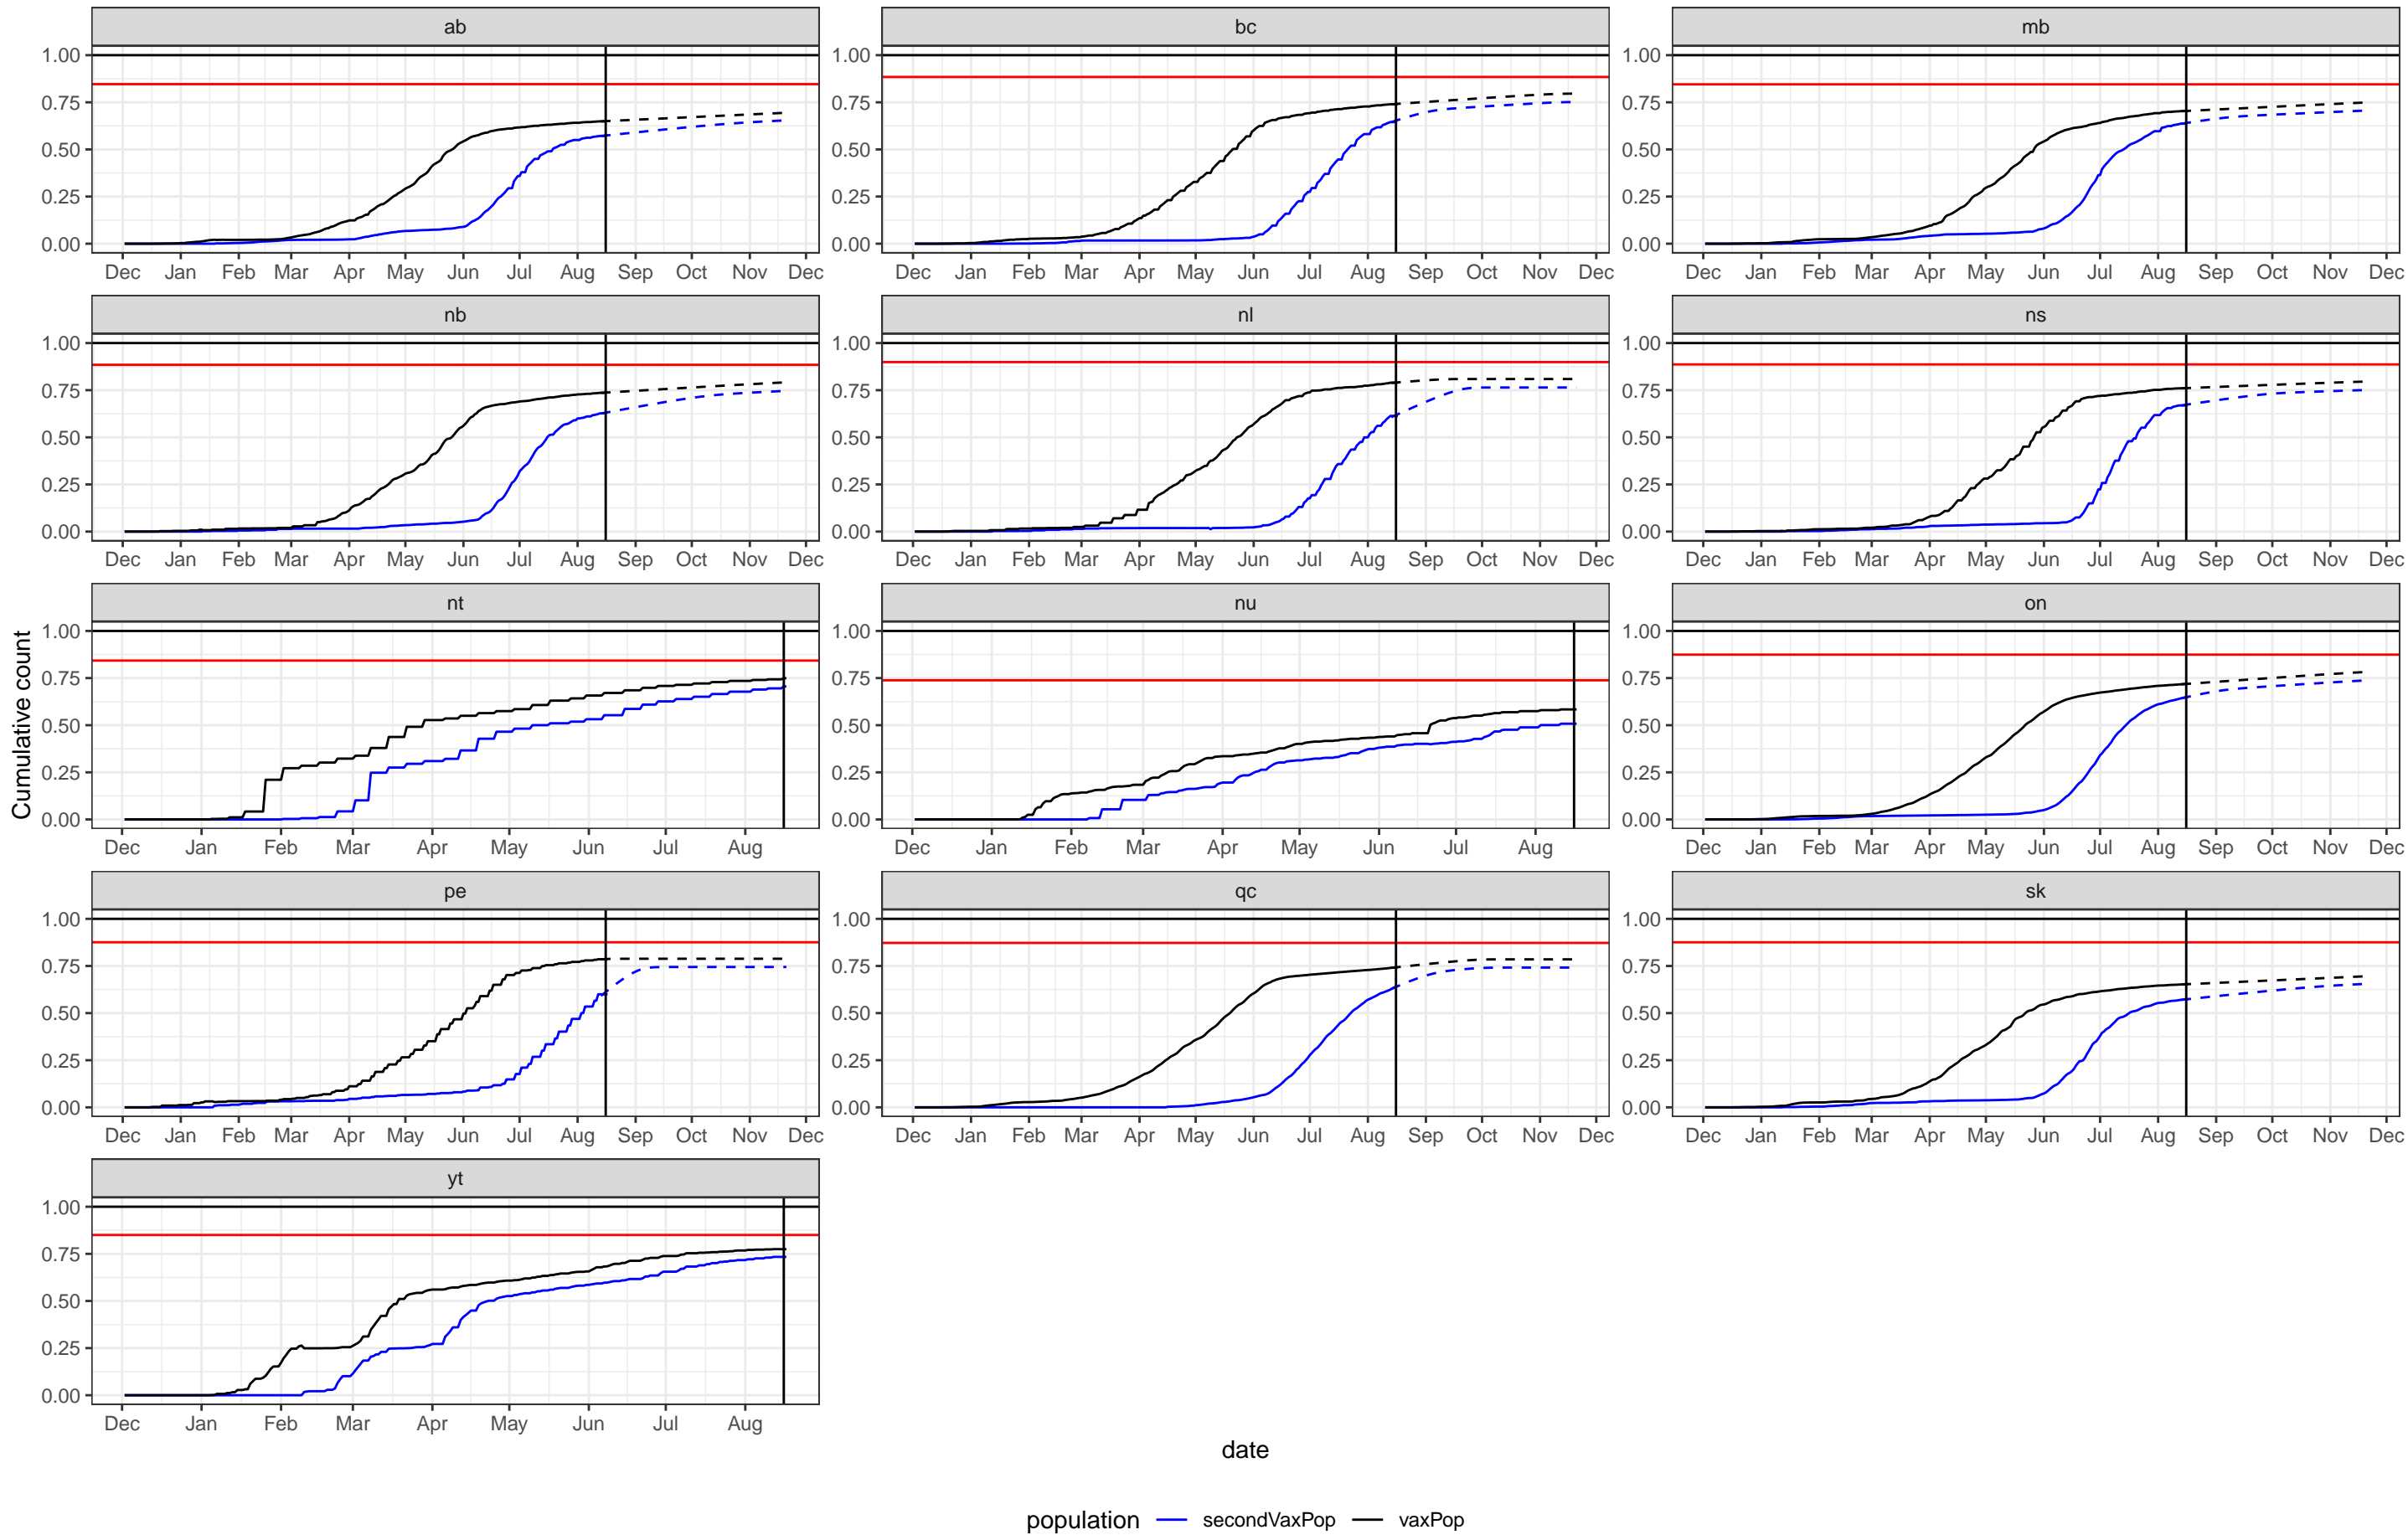 ab bc mb
1.00 1.00 1.00
0.75 0.75 0.75
0.50 0.50 0.50
0.25 0.25 0.25
0.00 0.00 0.00
Dec Jan Feb Mar Apr May Jun Jul Aug Sep Oct Nov Dec Dec Jan Feb Mar Apr May Jun Jul Aug Sep Oct Nov Dec Dec Jan Feb Mar Apr May Jun Jul Aug Sep Oct Nov Dec
nb nl ns
1.00 1.00 1.00
0.75 0.75 0.75
0.50 0.50 0.50
0.25 0.25 0.25
0.00 0.00 0.00
Dec Jan Feb Mar Apr May Jun Jul Aug Sep Oct Nov Dec Dec Jan Feb Mar Apr May Jun Jul Aug Sep Oct Nov Dec Dec Jan Feb Mar Apr May Jun Jul Aug Sep Oct Nov Dec
Cumulative count
nt nu on
1.00 1.00 1.00
0.75 0.75 0.75
0.50 0.50 0.50
0.25 0.25 0.25
0.00 0.00 0.00
Dec Jan Feb Mar Apr May Jun Jul Aug Dec Jan Feb Mar Apr May Jun Jul Aug Dec Jan Feb Mar Apr May Jun Jul Aug Sep Oct Nov Dec
pe qc sk
1.00 1.00 1.00
0.75 0.75 0.75
0.50 0.50 0.50
0.25 0.25 0.25
0.00 0.00 0.00
Dec Jan Feb Mar Apr May Jun Jul Aug Sep Oct Nov Dec Dec Jan Feb Mar Apr May Jun Jul Aug Sep Oct Nov Dec Dec Jan Feb Mar Apr May Jun Jul Aug Sep Oct Nov Dec
yt
1.00
0.75
0.50
0.25
0.00
Dec Jan Feb Mar Apr May Jun Jul Aug
date
population secondVaxPop vaxPop